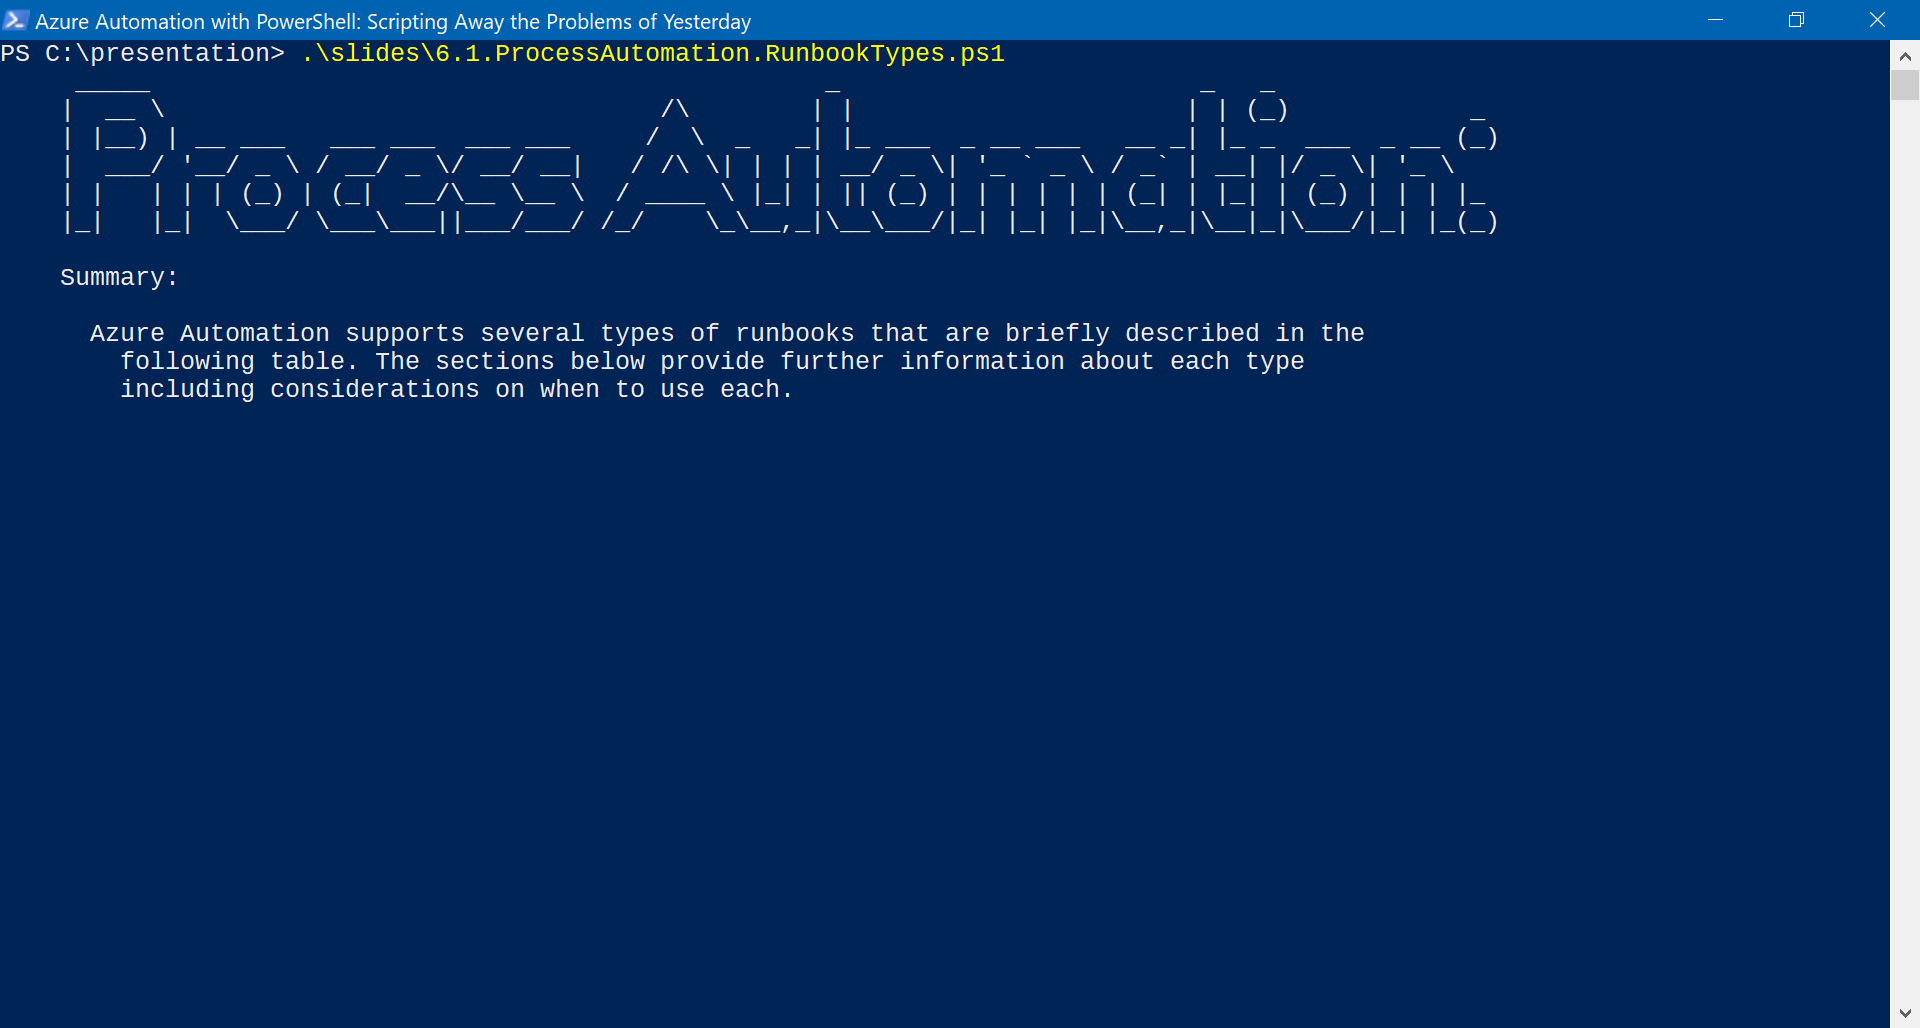 Azure Automation with PowerShell: Scripting Away the Problems of Yesterday
PS C:\presentation> .\slides\6.1.ProcessAutomation.RunbookTypes.ps1
Process Automation:
Summary:
Azure Automation supports several types of runbooks that are briefly described in the
following table. The sections below provide further information about each type
including considerations on when to use each.